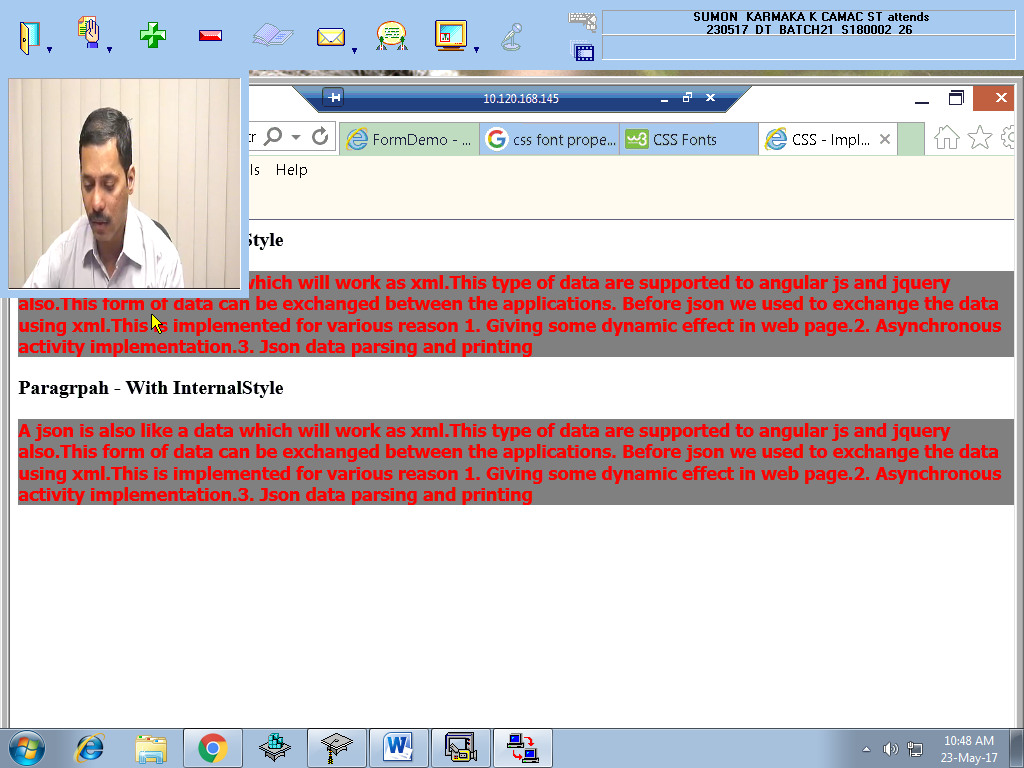 SUMON KARMAKA K CAMAC ST attends
230517 DT BATCH21 S180002 26
10.120.168.145
FormDemo - ...
css font prope...
CSS Fonts
CSS - Impl...
Help
Style
which will work as xml.This type of data are supported to angular js and jquery
also.This form of data can be exchanged between the applications. Before json we used to exchange the data
using xml.This is implemented for various reason 1. Giving some dynamic effect in web page.2. Asynchronous
activity implementation.3. Json data parsing and printing
Paragrpah - With InternalStyle
A json is also like a data which will work as xml.This type of data are supported to angular js and jquery
also.This form of data can be exchanged between the applications. Before json we used to exchange the data
using xml.This is implemented for various reason 1. Giving some dynamic effect in web page.2. Asynchronous
activity implementation.3. Json data parsing and printing
10:48 AM
23-May-17